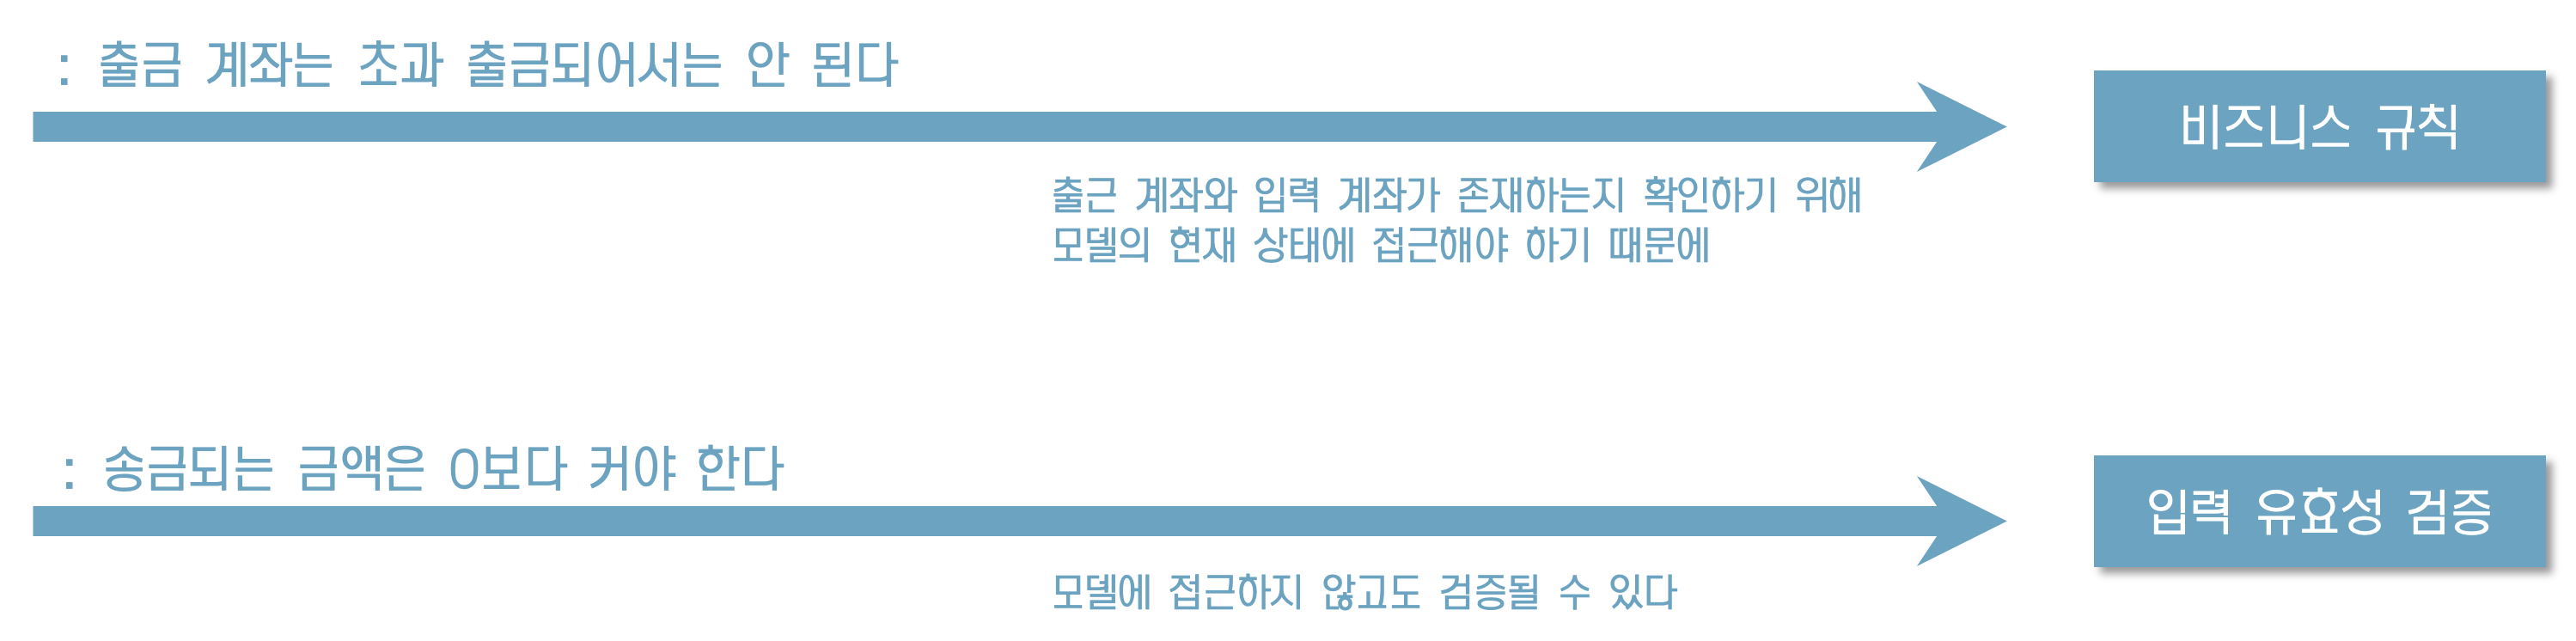 : 출금 계좌는 초과 출금되어서는 안 된다
비즈니스 규칙
출근 계좌와 입력 계좌가 존재하는지 확인하기 위해
모델의 현재 상태에 접근해야 하기 때문에
: 송금되는 금액은 0보다 커야 한다
입력 유효성 검증
모델에 접근하지 않고도 검증될 수 있다